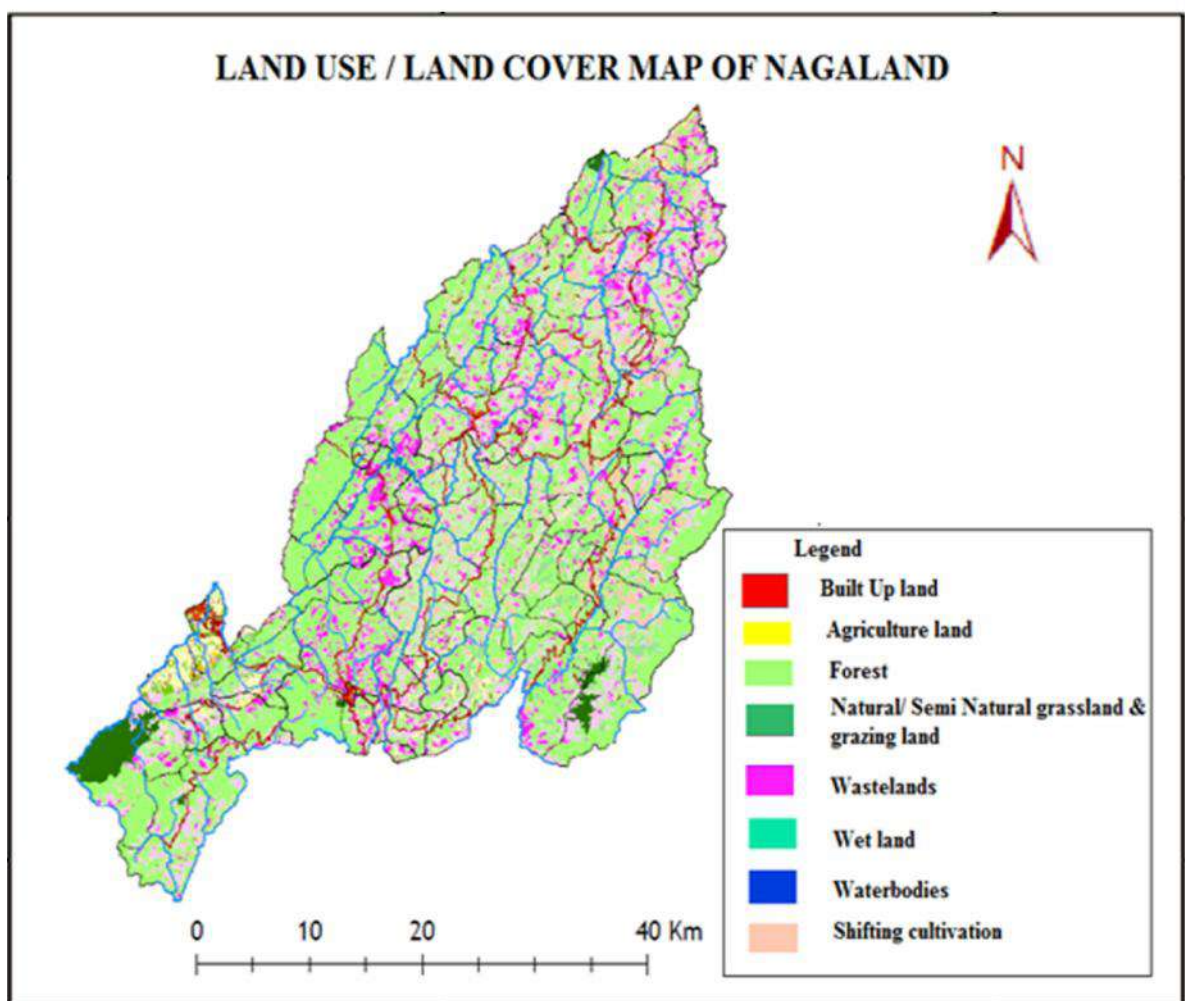 LAND USE / LAND COVER MAP OF NAGALAND
N
Legend
Built Up land
Agriculture land
Forest
Natural/ Semi Natural grassland &
grazing land
Wastelands
Wet land
Waterbodies
Shifting cultivation
0 10 20 40 Km